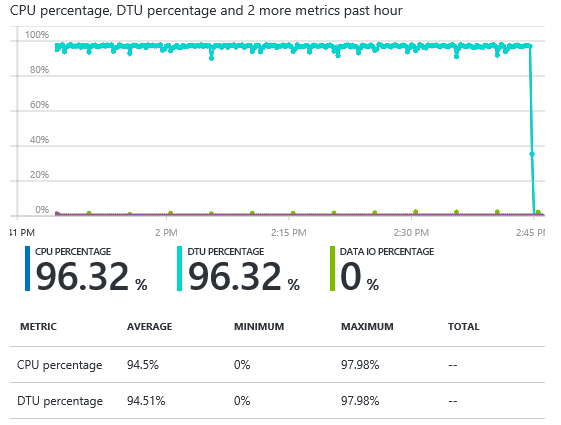 CPU percentage, DTU percentage and 2 more metrics past hour
100%
80%
60%
40%
20%
0%
41 PM 2 PM 2:15 PM 2:30 PM 2:45 PM
CPU PERCENTAGE DTU PERCENTAGE DATA IO PERCENTAGE
96.32 % 96.32 % 0 %
METRIC AVERAGE MINIMUM MAXIMUM TOTAL
CPU percentage 94.5% 0% 97.98% --
DTU percentage 94.51% 0% 97.98% --